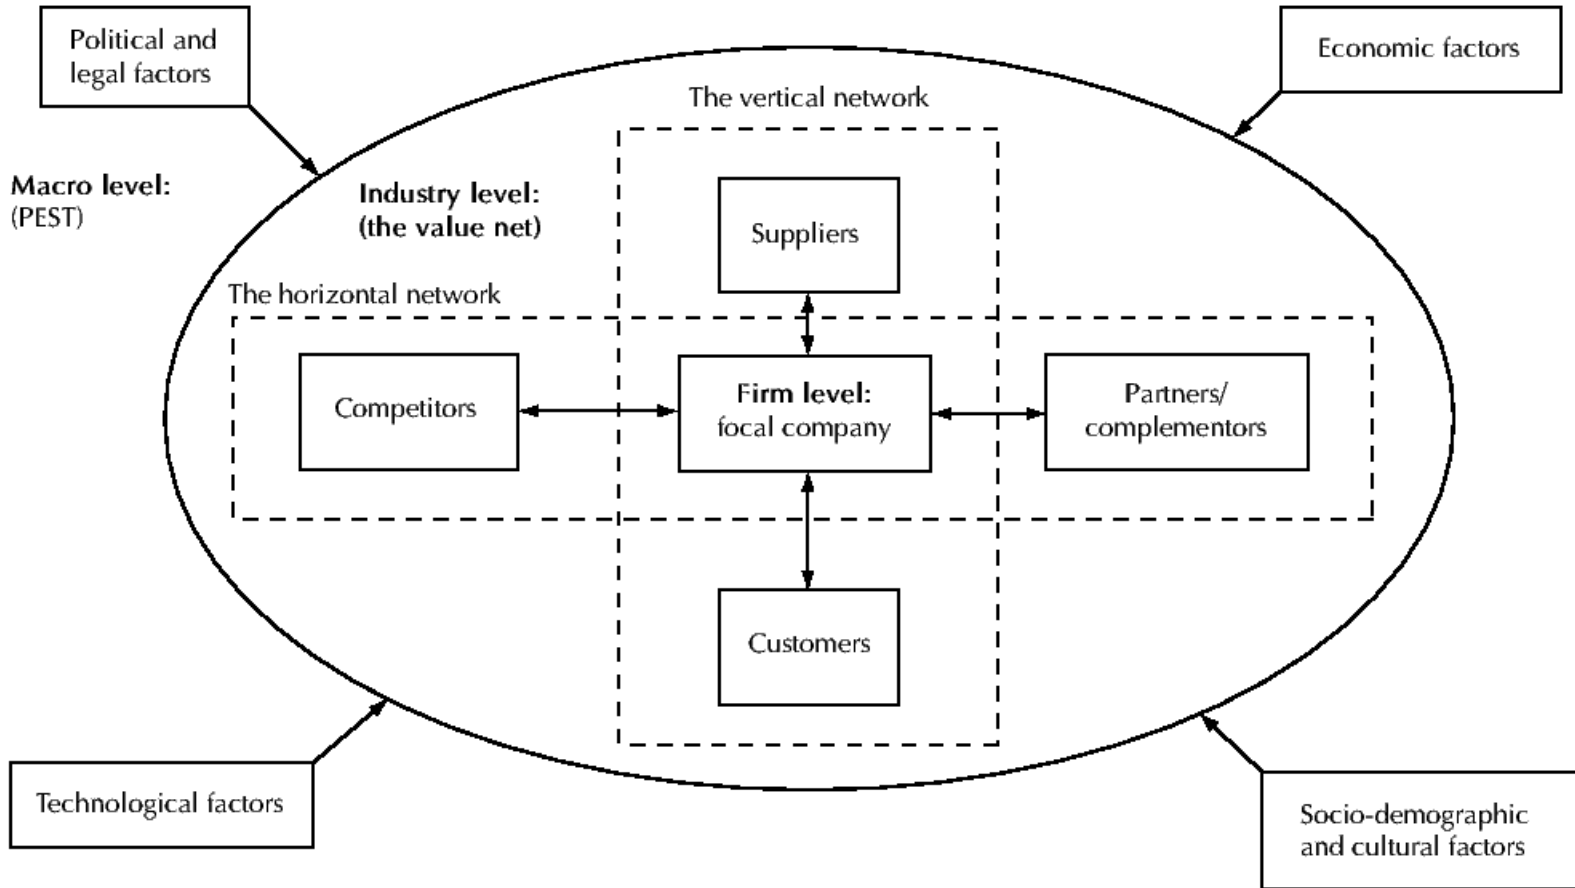 Political and
legal factors
Economic factors
The vertical network
Macro level:
(PEST)
Industry level:
(the value net)
Suppliers
The horizontal network
Competitors
Firm level:
focal company
Partners/
complementors
Customers
Technological factors
Socio-demographic
and cultural factors